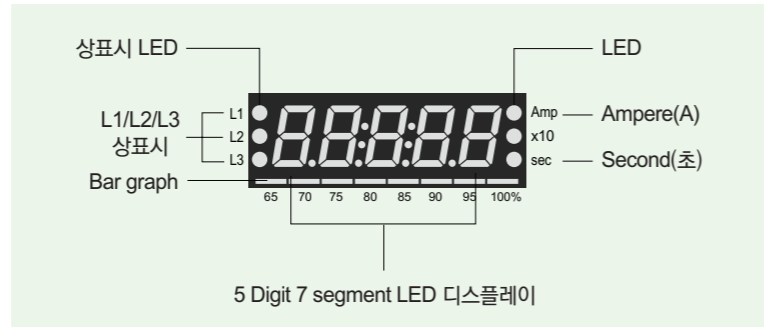 상표시 LED
LED
L1/L2/L3
상표시
L1
L2
L3
Amp
x10
sec
Ampere(A)
Second(초)
Bar graph
65 70 75 80 85 90 95 100%
5 Digit 7 segment LED 디스플레이